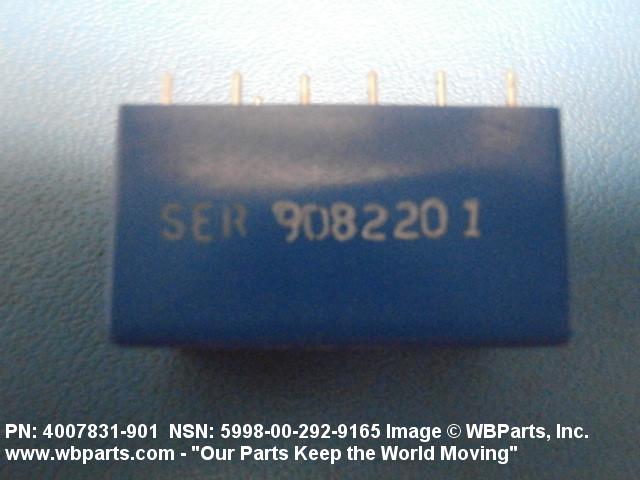 SER 9082201
PN: 4007831-901 NSN: 5998-00-292-9165 Image © WBParts, Inc.
www.wbparts.com - "Our Parts Keep the World Moving"